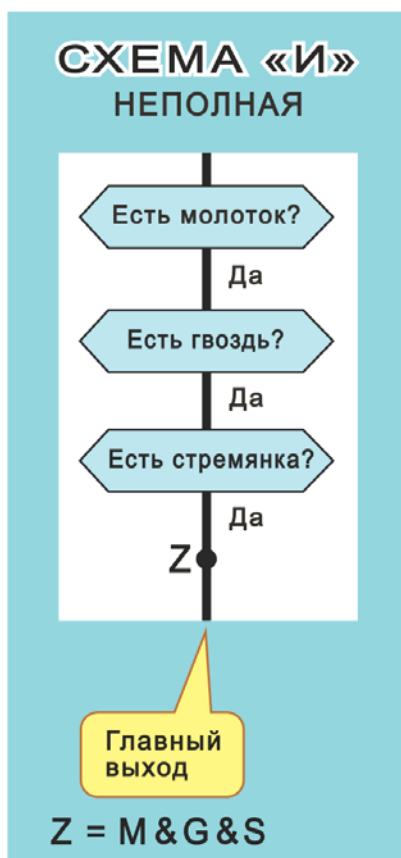 СХЕМА «И»
НЕПОЛНАЯ
Есть молоток?
Да
Есть гвоздь?
Да
Есть стремянка?
Да
Z
Главный
выход
Z = M & G & S